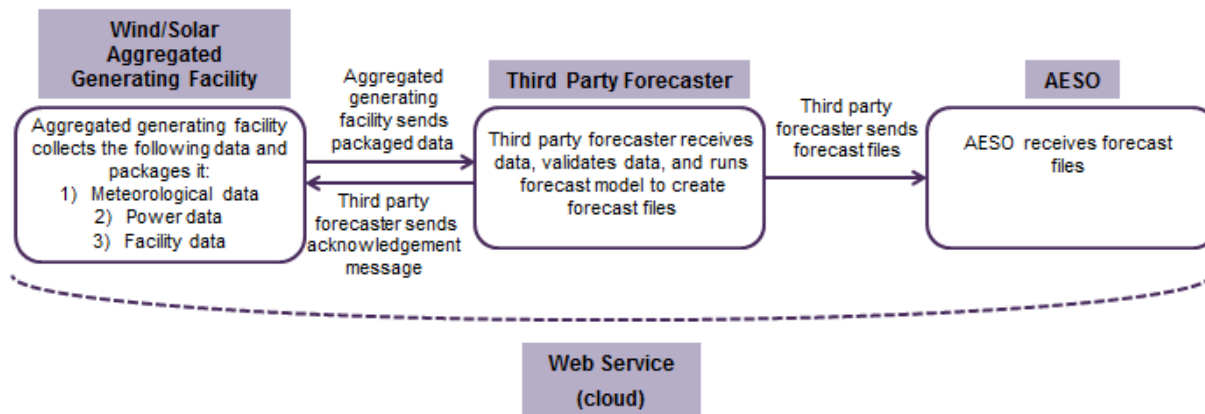 Wind/Solar
Aggregated
Generating Facility
Aggregated generating facility
collects the following data and
packages it:
1) Meteorological data
2) Power data
3) Facility data
Aggregated
generating
facility sends
packaged data
Third party
forecaster sends
acknowledgement
message
Third Party Forecaster
Third party forecaster receives
data, validates data, and runs
forecast model to create
forecast files
Third party
forecaster sends
forecast files
AESO
AESO receives forecast
files
Web Service
(cloud)